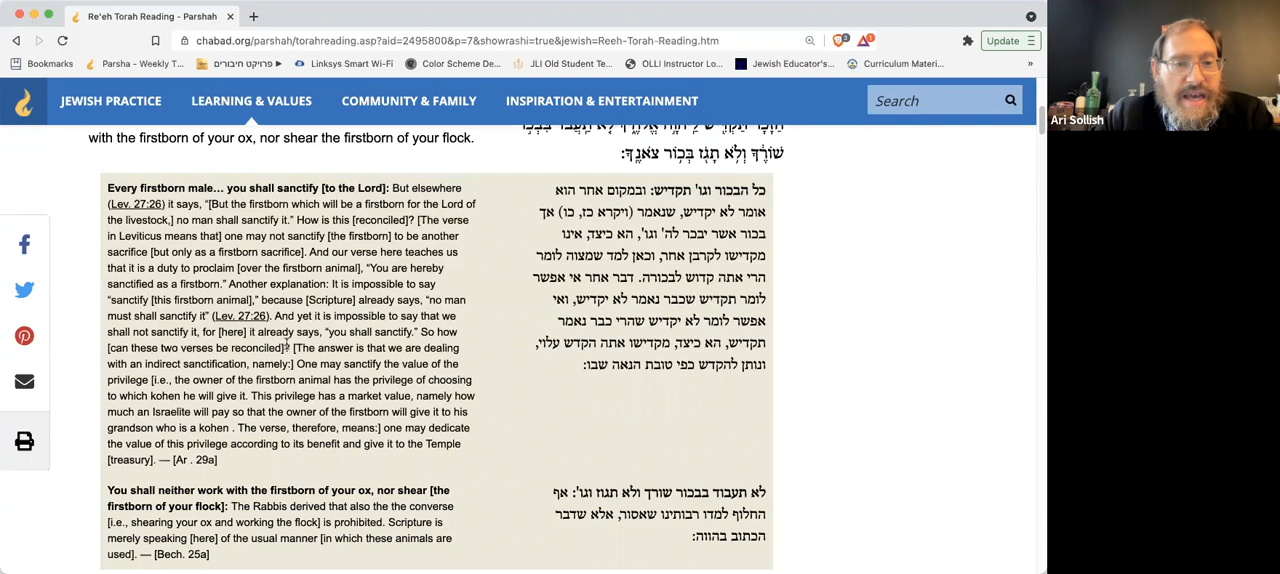 Re'eh Torah Reading - Parshah
chabad.org/parshah/torahreading.asp?aid=2495800&p=7&showrashi=true&jewish=Reeh-Torah-Reading.htm
3
1
Update
Bookmarks
Parsha - Weekly T...
פרוייקט חיבורים
Linksys Smart Wi-Fi
Color Scheme De...
JLI Old Student Te...
OLLI Instructor Lo...
Jewish Educator's...
Curriculum Materi...
»
JEWISH PRACTICE
LEARNING & VALUES
COMMUNITY & FAMILY
INSPIRATION & ENTERTAINMENT
Search
Ari Sollish
with the firstborn of your ox, nor shear the firstborn of your flock.
שׁוֹרֶ֔ךָ וְלֹ֥א תָגֹ֖ז בְּכ֥וֹר צֹאנֶֽךָ:
Every firstborn male… you shall sanctify [to the Lord]: But elsewhere
(Lev. 27:26) it says, “[But the firstborn which will be a firstborn for the Lord of
the livestock,] no man shall sanctify it.” How is this [reconciled]? [The verse
in Leviticus means that] one may not sanctify [the firstborn] to be another
sacrifice [but only as a firstborn sacrifice]. And our verse here teaches us
that it is a duty to proclaim [over the firstborn animal], “You are hereby
sanctified as a firstborn.” Another explanation: It is impossible to say
“sanctify [this firstborn animal],” because [Scripture] already says, “no man
must shall sanctify it” (Lev. 27:26). And yet it is impossible to say that we
shall not sanctify it, for [here] it already says, “you shall sanctify.” So how
[can these two verses be reconciled]? [The answer is that we are dealing
with an indirect sanctification, namely:] One may sanctify the value of the
privilege [i.e., the owner of the firstborn animal has the privilege of choosing
to which kohen he will give it. This privilege has a market value, namely how
much an Israelite will pay so that the owner of the firstborn will give it to his
grandson who is a kohen . The verse, therefore, means:] one may dedicate
the value of this privilege according to its benefit and give it to the Temple
[treasury]. — [Ar . 29a]
כל הבכור וגו' תקדיש: ובמקום אחר הוא
אומר לא יקדיש, שנאמר (ויקרא כז, כו) אך
בכור אשר יבכר לה' וגו', הא כיצד, אינו
מקדישו לקרבן אחר, וכאן למד שמצוה לומר
הרי אתה קדוש לבכורה. דבר אחר אי אפשר
לומר תקדיש שכבר נאמר לא יקדיש, ואי
אפשר לומר לא יקדיש שהרי כבר נאמר
תקדיש, הא כיצד, מקדישו אתה הקדש עלוי,
ונותן להקדש כפי טובת הנאה שבו:
You shall neither work with the firstborn of your ox, nor shear [the
firstborn of your flock]: The Rabbis derived that also the the converse
[i.e., shearing your ox and working the flock] is prohibited. Scripture is
merely speaking [here] of the usual manner [in which these animals are
used]. — [Bech. 25a]
לא תעבוד בבכור שורך ולא תגוז וגו': אף
החלוף למדו רבותינו שאסור, אלא שדבר
הכתוב בהווה: